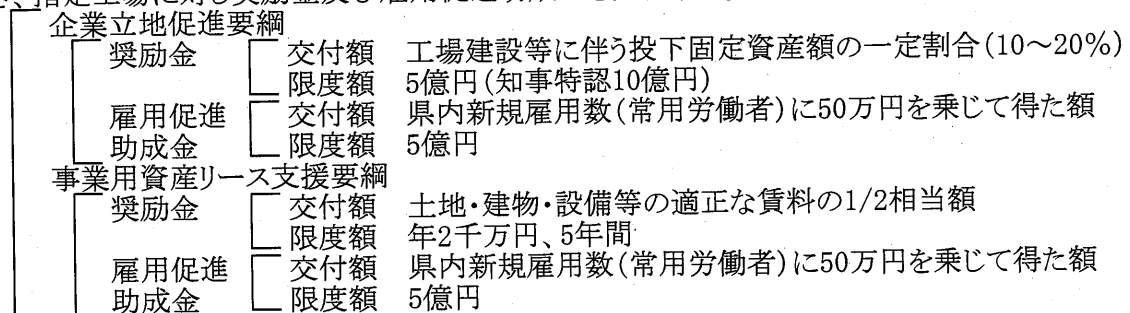 企業立地促進要綱
奨励金 交付額 工場建設等に伴う投下固定資産額の一定割合(10～20%)
限度額 5億円(知事特認10億円)
雇用促進 交付額 県内新規雇用数(常用労働者)に50万円を乗じて得た額
助成金 限度額 5億円
事業用資産リース支援要綱
奨励金 交付額 土地・建物・設備等の適正な賃料の1/2相当額
限度額 年2千万円、5年間
雇用促進 交付額 県内新規雇用数(常用労働者)に50万円を乗じて得た額
助成金 限度額 5億円